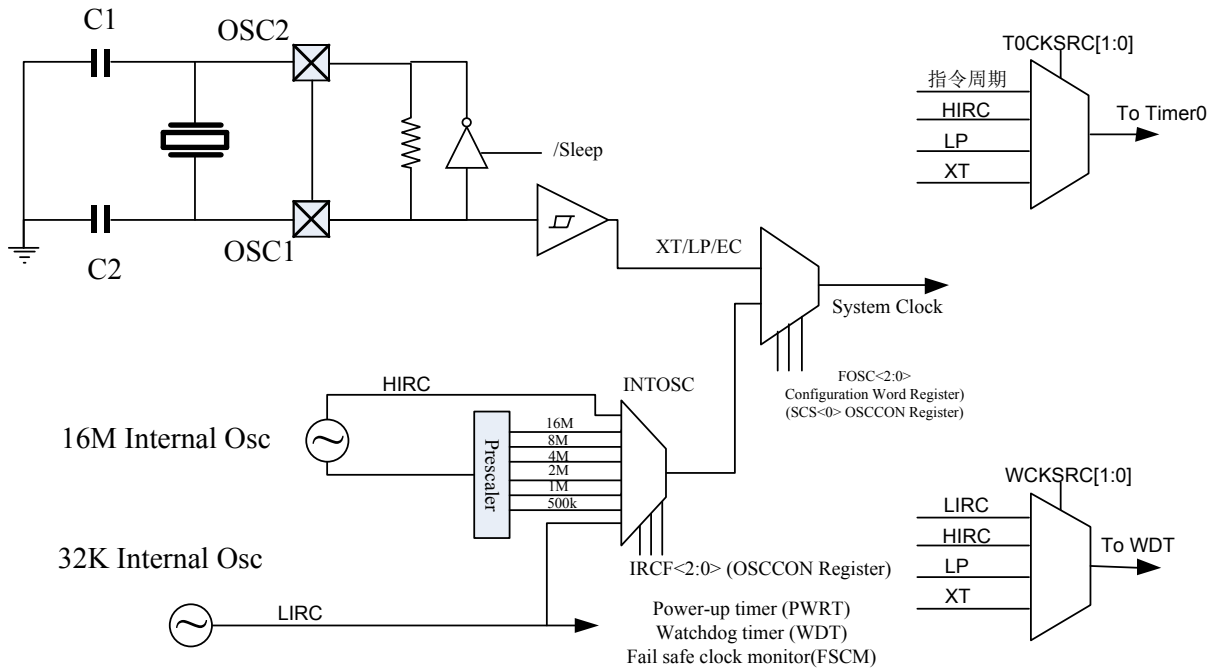 C1
OSC2
T0CKSRC[1:0]
指令周期
HIRC
To Timer0
LP
XT
/Sleep
OSC1
C2
XT/LP/EC
System Clock
FOSC<2:0>
Configuration Word Register)
(SCS<0> OSCCON Register)
HIRC
INTOSC
16M Internal Osc
Prescaler
16M
8M
4M
2M
1M
500k
WCKSRC[1:0]
LIRC
HIRC
To WDT
LP
XT
32K Internal Osc
IRCF<2:0> (OSCCON Register)
LIRC
Power-up timer (PWRT)
Watchdog timer (WDT)
Fail safe clock monitor(FSCM)